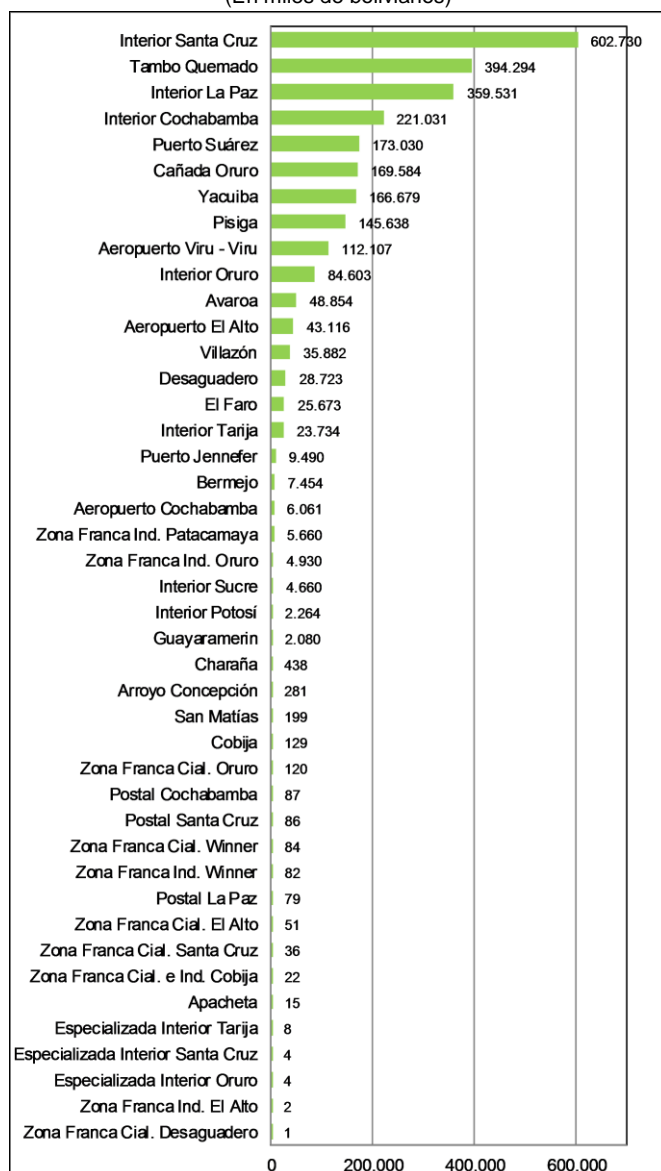 (En miles de bolivianos)
Interior Santa Cruz 602.730
Tambo Quemado 394.294
Interior La Paz 359.531
Interior Cochabamba 221.031
Puerto Suárez 173.030
Cañada Oruro 169.584
Yacuiba 166.679
Pisiga 145.638
Aeropuerto Viru - Viru 112.107
Interior Oruro 84.603
Avaroa 48.854
Aeropuerto El Alto 43.116
Villazón 35.882
Desaguadero 28.723
El Faro 25.673
Interior Tarija 23.734
Puerto Jennefer 9.490
Bermejo 7.454
Aeropuerto Cochabamba 6.061
Zona Franca Ind. Patacamaya 5.660
Zona Franca Ind. Oruro 4.930
Interior Sucre 4.660
Interior Potosí 2.264
Guayaramerin 2.080
Charaña 438
Arroyo Concepción 281
San Matías 199
Cobija 129
Zona Franca Cial. Oruro 120
Postal Cochabamba 87
Postal Santa Cruz 86
Zona Franca Cial. Winner 84
Zona Franca Ind. Winner 82
Postal La Paz 79
Zona Franca Cial. El Alto 51
Zona Franca Cial. Santa Cruz 36
Zona Franca Cial. e Ind. Cobija 22
Apacheta 15
Especializada Interior Tarija 8
Especializada Interior Santa Cruz 4
Especializada Interior Oruro 4
Zona Franca Ind. El Alto 2
Zona Franca Cial. Desaguadero 1
0 200.000 400.000 600.000